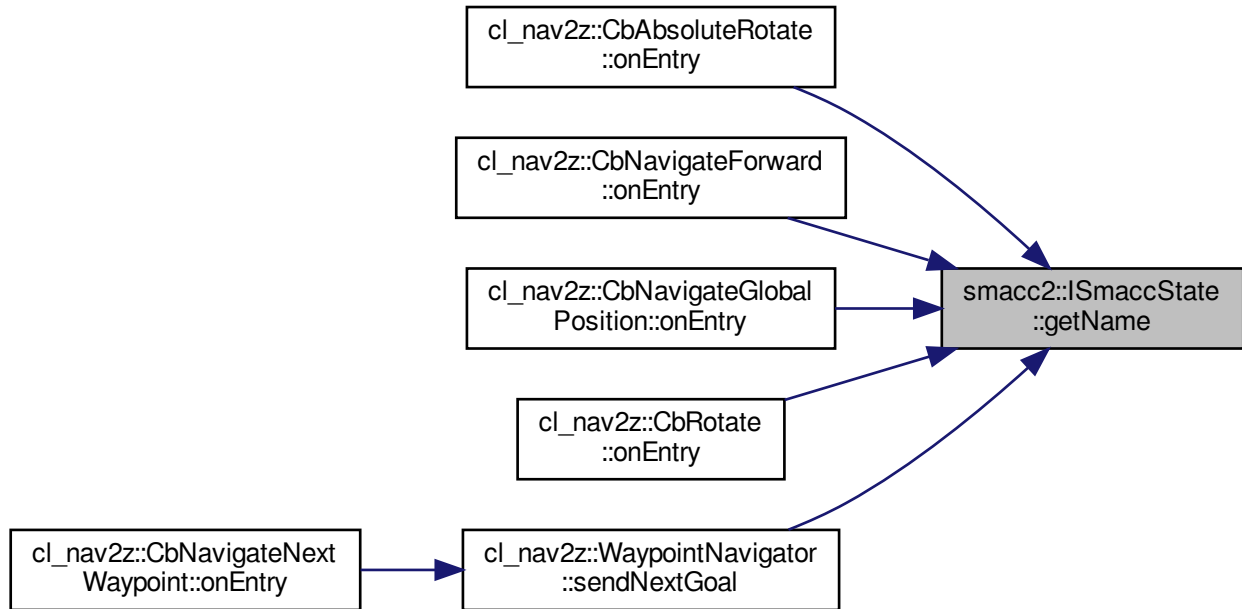 cl_nav2z::CbAbsoluteRotate
::onEntry
cl_nav2z::CbNavigateForward
::onEntry
cl_nav2z::CbNavigateGlobal
Position::onEntry
smacc2::ISmaccState
::getName
cl_nav2z::CbRotate
::onEntry
cl_nav2z::CbNavigateNext
Waypoint::onEntry
cl_nav2z::WaypointNavigator
::sendNextGoal